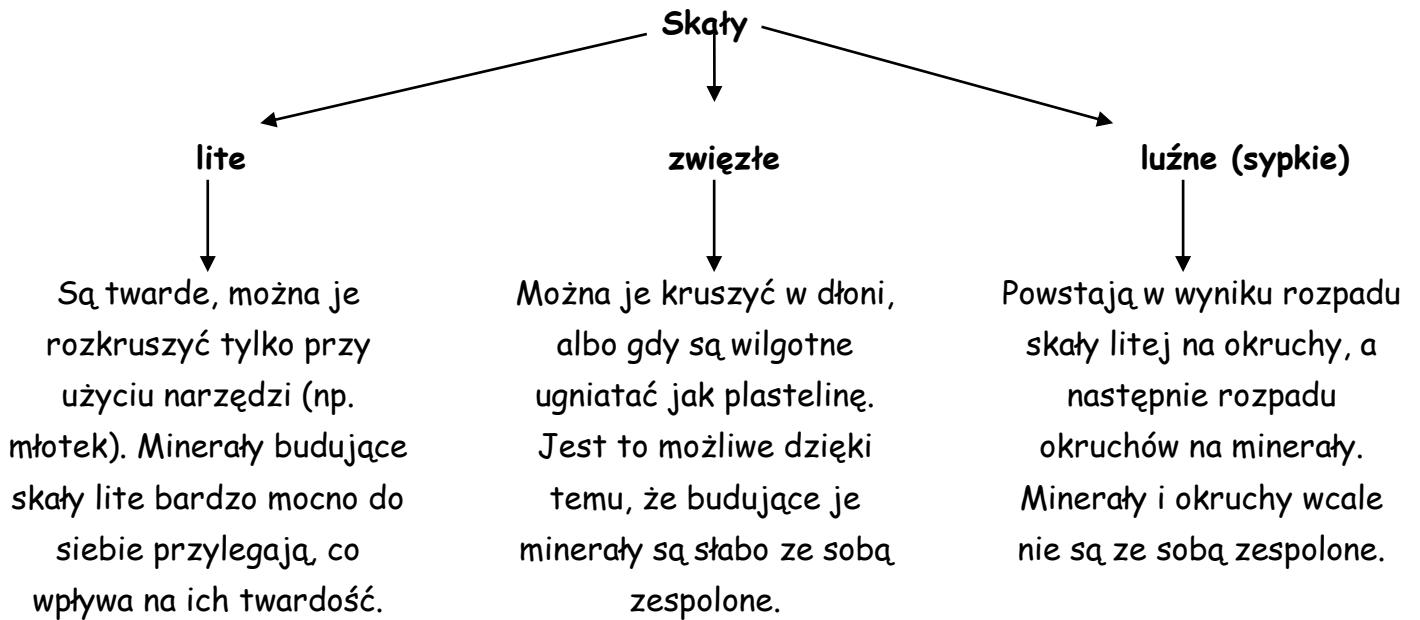 Skały
lite
zwięzłe
luźne (sypkie)
Są twarde, można je
rozkruszyć tylko przy
użyciu narzędzi (np.
młotek). Minerały budujące
skały lite bardzo mocno do
siebie przylegają, co
wpływa na ich twardość.
Można je kruszyć w dłoni,
albo gdy są wilgotne
ugniatać jak plastelinę.
Jest to możliwe dzięki
temu, że budujące je
minerały są słabo ze sobą
zespolone.
Powstają w wyniku rozpadu
skały litej na okruchy, a
następnie rozpadu
okruchów na minerały.
Minerały i okruchy wcale
nie są ze sobą zespolone.